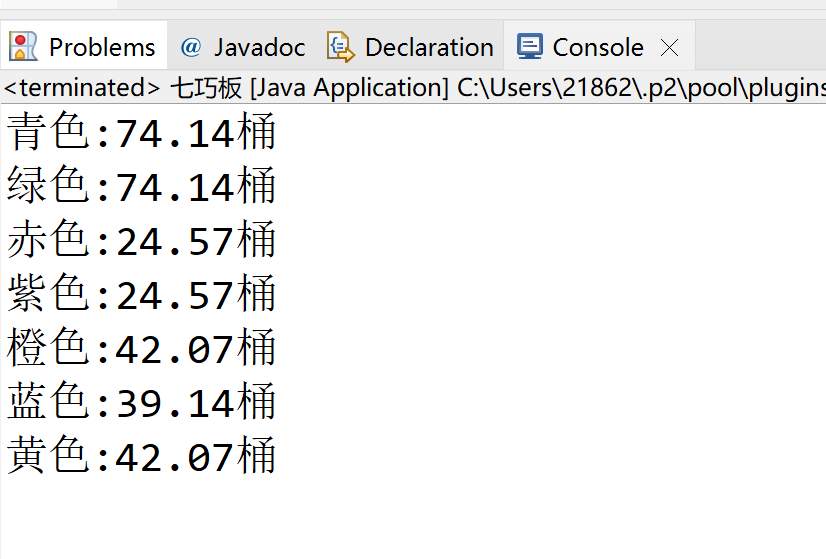 Problems @ Javadoc Declaration Console
<terminated> 七巧板 [Java Application] C:\Users\21862\.p2\pool\plugins
青色:74.14桶
绿色:74.14桶
赤色:24.57桶
紫色:24.57桶
橙色:42.07桶
蓝色:39.14桶
黄色:42.07桶